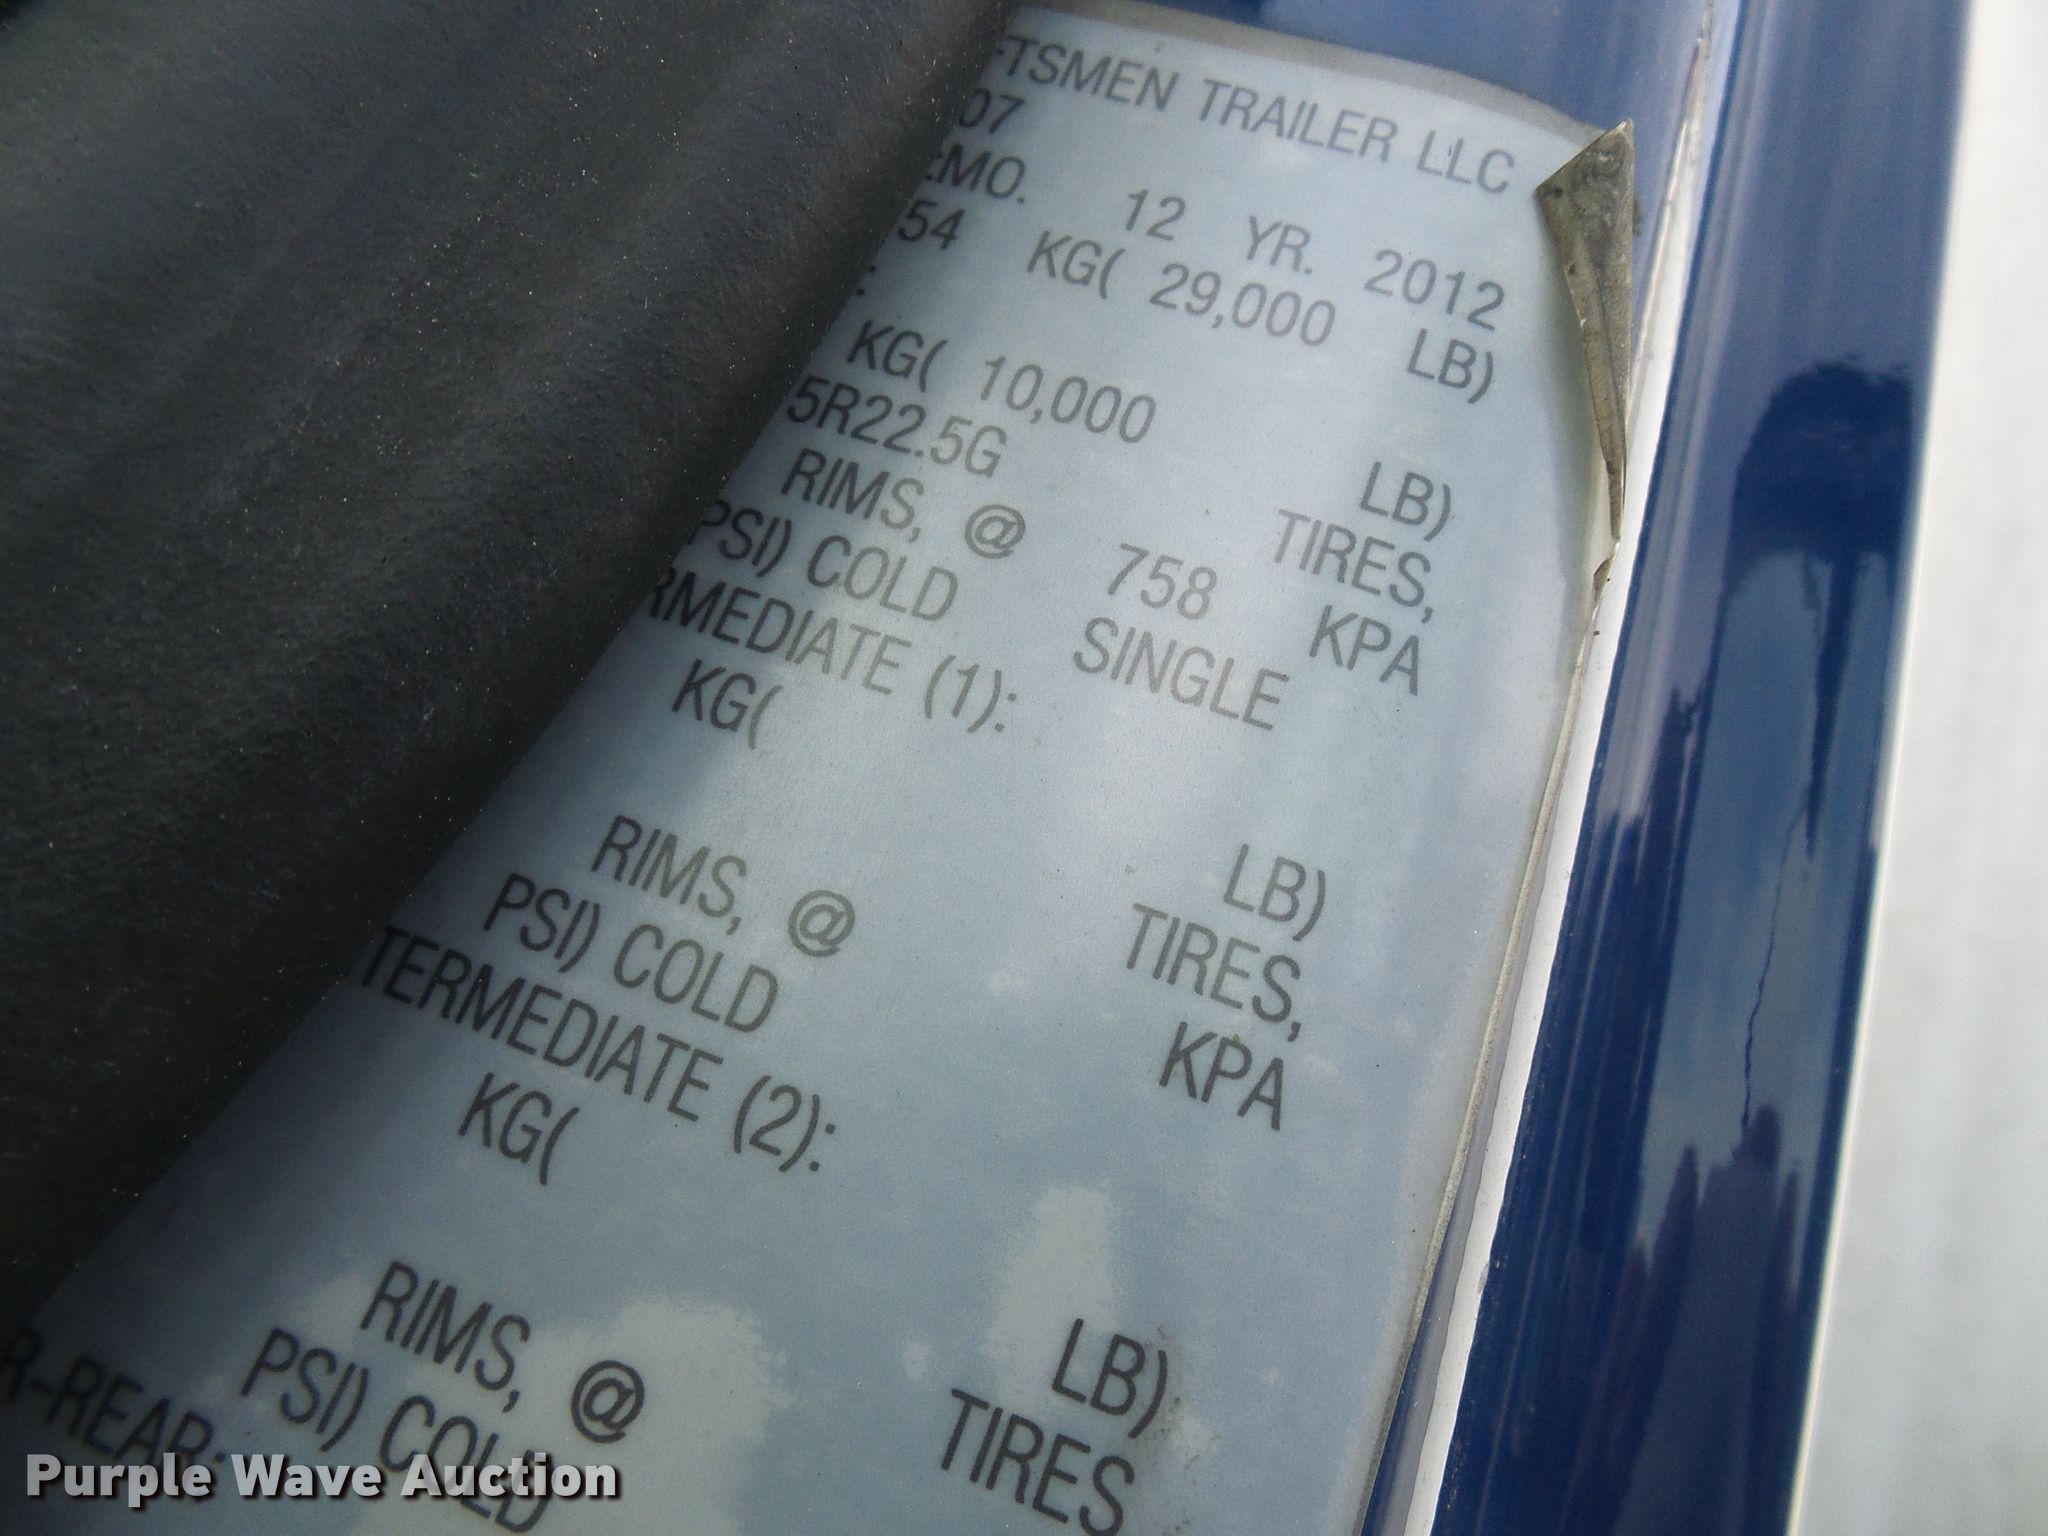 FTSMEN TRAILER LLC
07
EMO. 12 YR. 2012
54 KG( 29,000 LB)
KG( 10,000 LB)
5R22.5G TIRES,
RIMS, @ 758 KPA
PSI) COLD SINGLE
RMEDIATE (1):
KG( LB)
TIRES,
RIMS, @ KPA
PSI) COLD
TERMEDIATE (2):
KG( LB)
TIRES
RIMS, @
PSI) COLD
R-REAR:
Purple Wave Auction